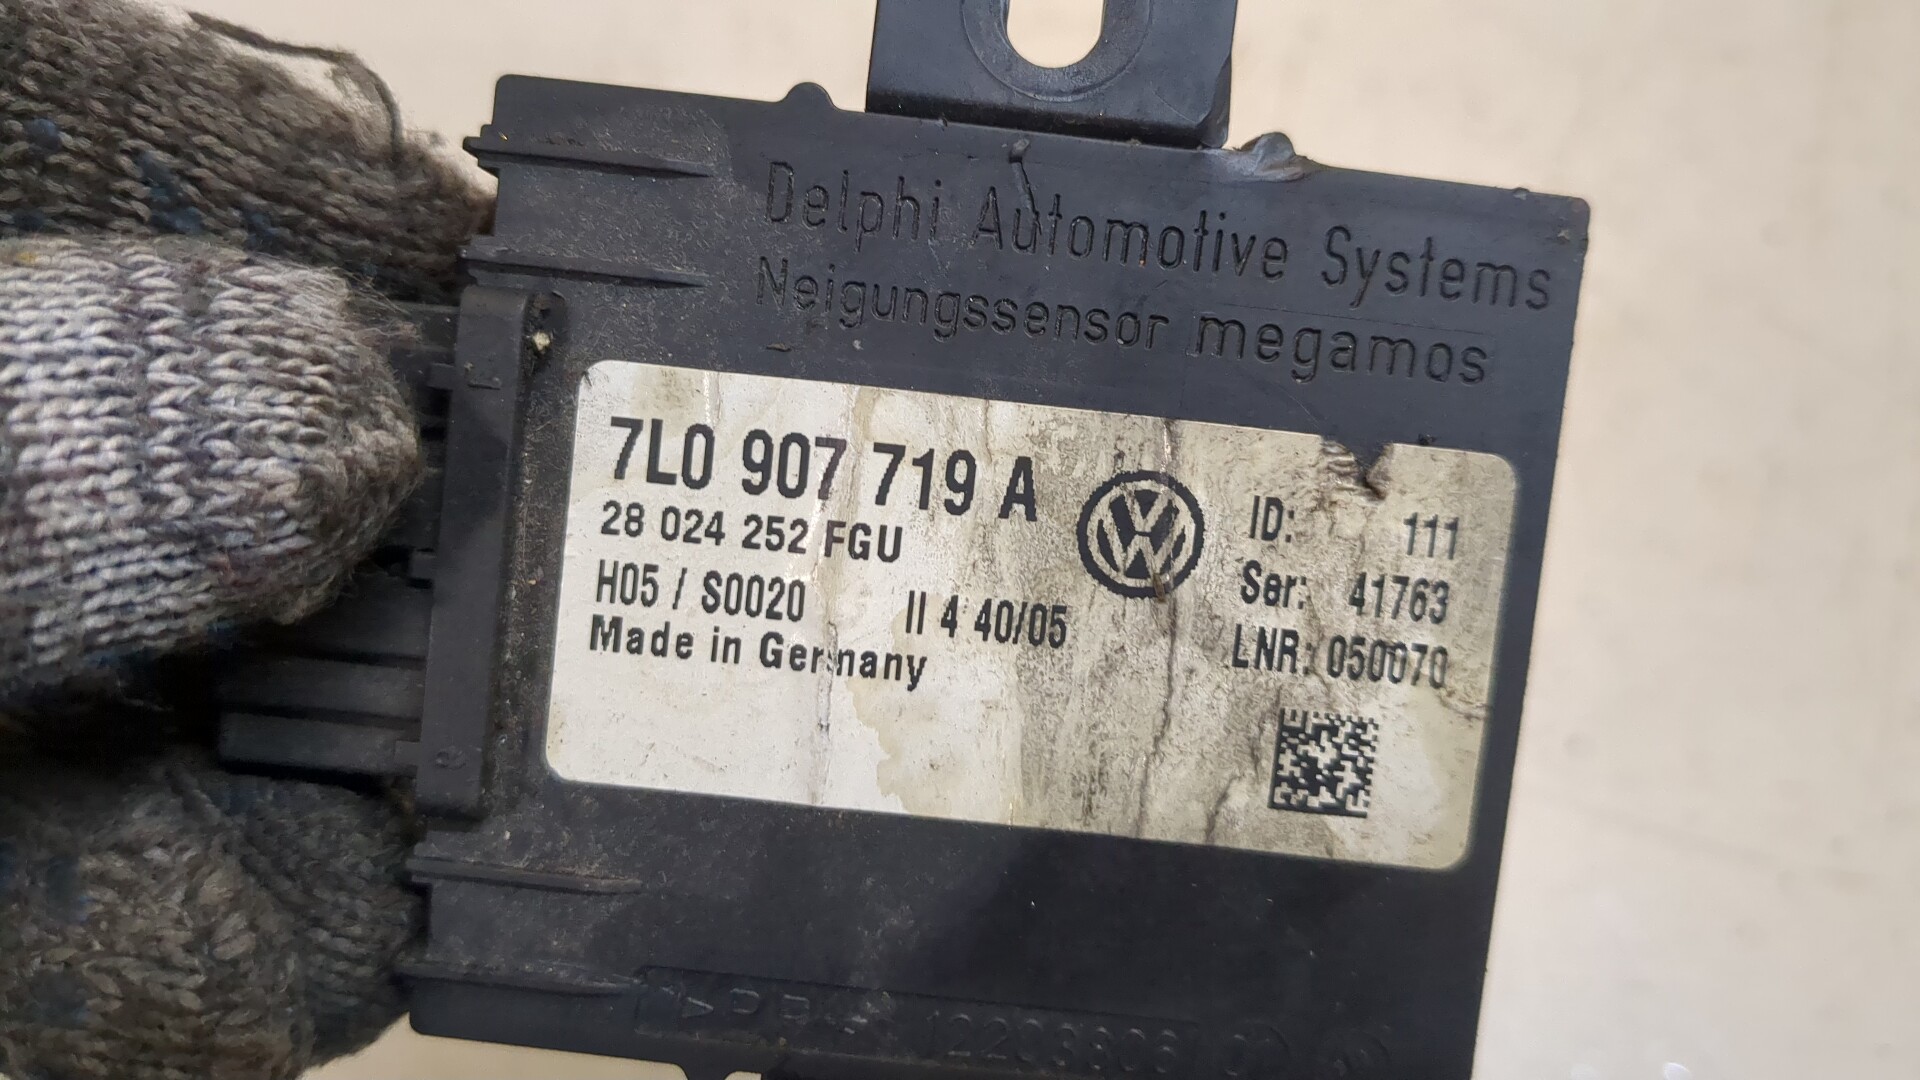 Delphi Automotive Systems
Neigungssensor megamos
7L0 907 719 A
28 024 252 FGU
H05 / S0020 II 4 40/05
Made in Germany
ID: 111
Ser: 41763
LNR: 050070